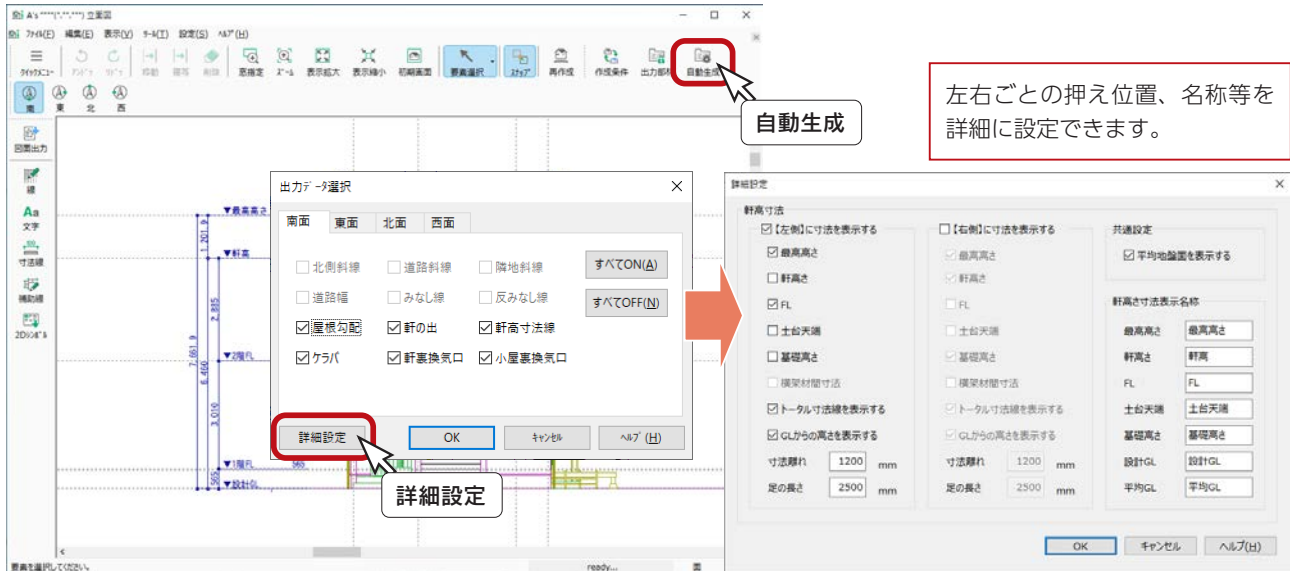 A's ****(*.**.***) 立面図
ファイル(F) 編集(E) 表示(V) ツール(T) 設定(S) ヘルプ(H)
クイックメニュー アンドゥ リドゥ 移動 複写 削除 窓指定 ズーム 表示拡大 表示縮小 初期画面 要素選択 スナップ 再作成 作成条件 出力部材 自動生成
南 東 北 西
自動生成
左右ごとの押え位置、名称等を
詳細に設定できます。
図面出力
線
Aa
文字
寸法線
補助線
2Dシンボル
▼最高高さ
1,201.9
▼軒高
2,885
7,661.9
6,460
▼2階FL
3,010
▼1階FL 565
565
▼設計GL
出力データ選択
南面 東面 北面 西面
北側斜線 道路斜線 隣地斜線 すべてON(A)
道路幅 みなし線 反みなし線 すべてOFF(N)
屋根勾配 軒の出 軒高寸法線
ケラバ 軒裏換気口 小屋裏換気口
詳細設定 OK キャンセル ヘルプ(H)
詳細設定
要素を選択してください。 ready... 面
詳細設定
軒高寸法
【左側】に寸法を表示する 【右側】に寸法を表示する 共通設定
最高高さ 最高高さ 平均地盤面を表示する
軒高さ 軒高さ
FL FL 軒高さ寸法表示名称
土台天端 土台天端 最高高さ 最高高さ
基礎高さ 基礎高さ 軒高さ 軒高
横架材間寸法 横架材間寸法 FL FL
トータル寸法線を表示する トータル寸法線を表示する 土台天端 土台天端
GLからの高さを表示する GLからの高さを表示する 基礎高さ 基礎高さ
寸法離れ 1200 mm 寸法離れ 1200 mm 設計GL 設計GL
足の長さ 2500 mm 足の長さ 2500 mm 平均GL 平均GL
OK キャンセル ヘルプ(H)